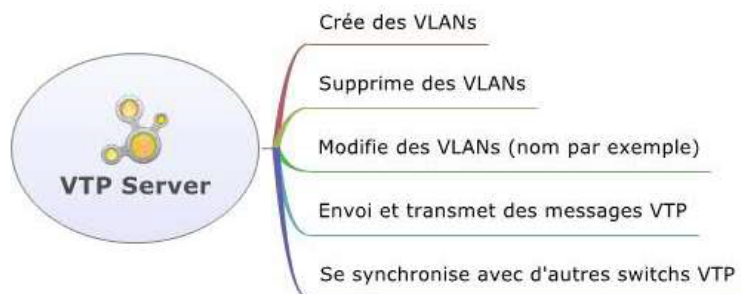 Crée des VLANs
Supprime des VLANs
VTP Server
Modifie des VLANs (nom par exemple)
Envoi et transmet des messages VTP
Se synchronise avec d'autres switchs VTP